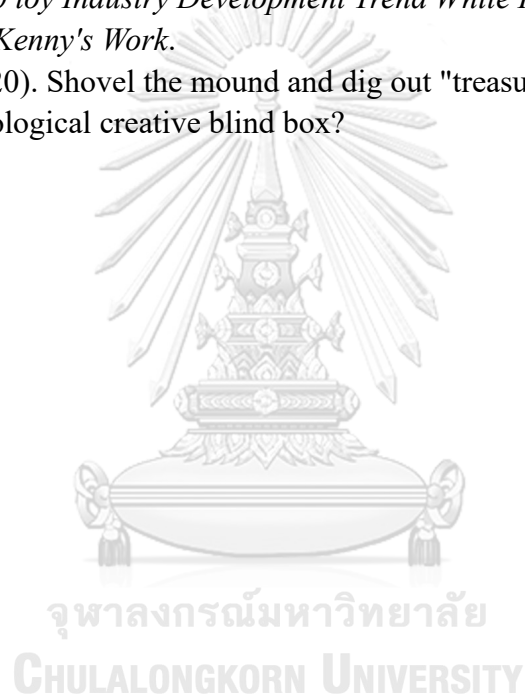 toy Industry Development Trend While
Kenny's Work.
20). Shovel the mound and dig out "treasu
ological creative blind box?
จุฬาลงกรณ์มหาวิทยาลัย
CHULALONGKORN UNIVERSITY